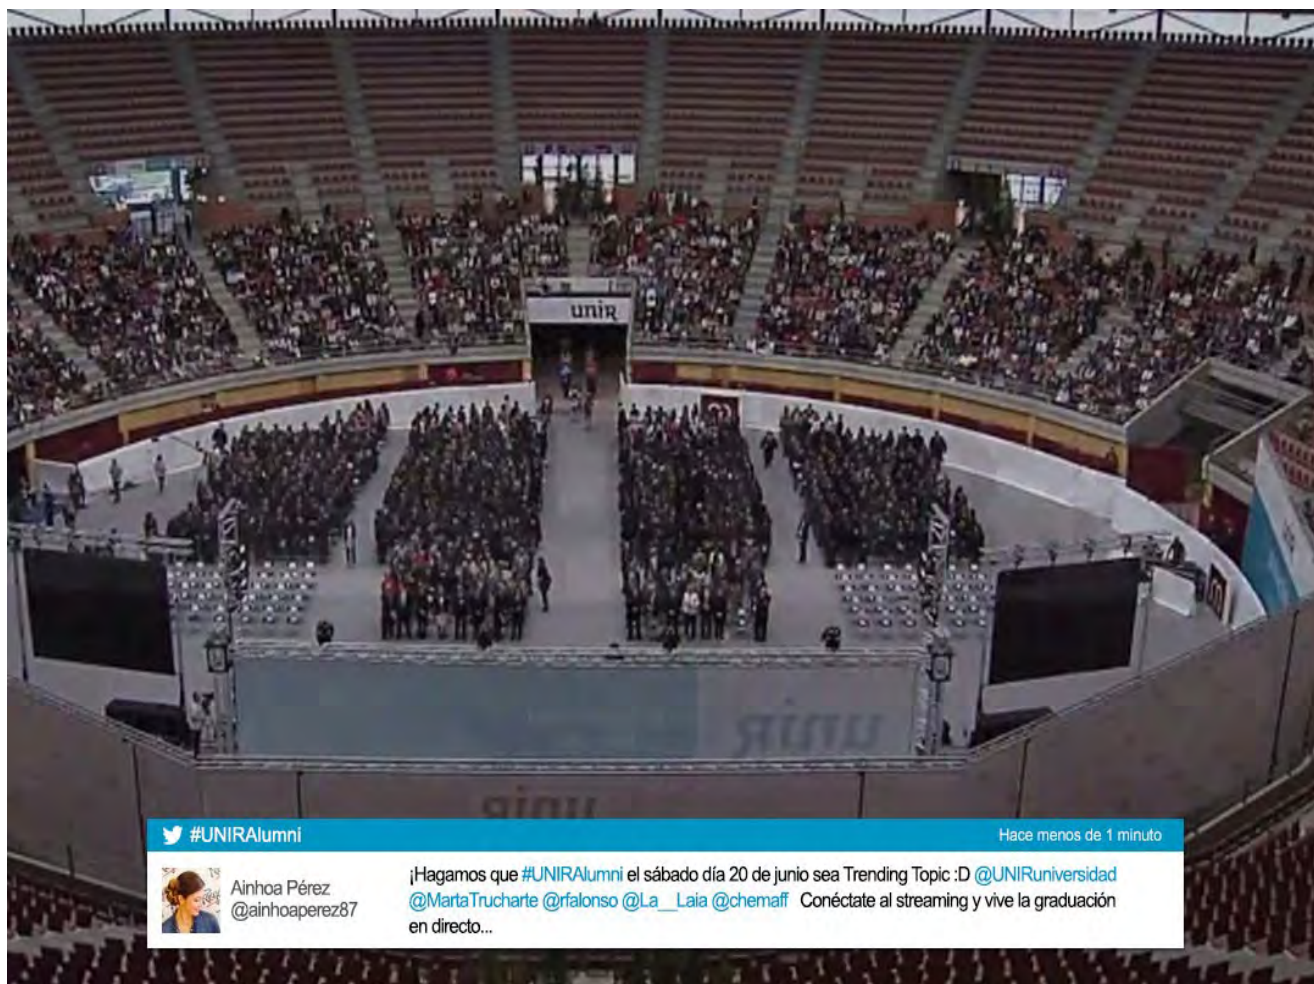 unir
unir
unir
#UNIRAlumni
Hace menos de 1 minuto
Ainhoa Pérez
@ainhoaperez87
¡Hagamos que #UNIRAlumni el sábado día 20 de junio sea Trending Topic :D @UNIRuniversidad
@MartaTrucharte @rfalonso @La__Laia @chemaff Conéctate al streaming y vive la graduación
en directo...